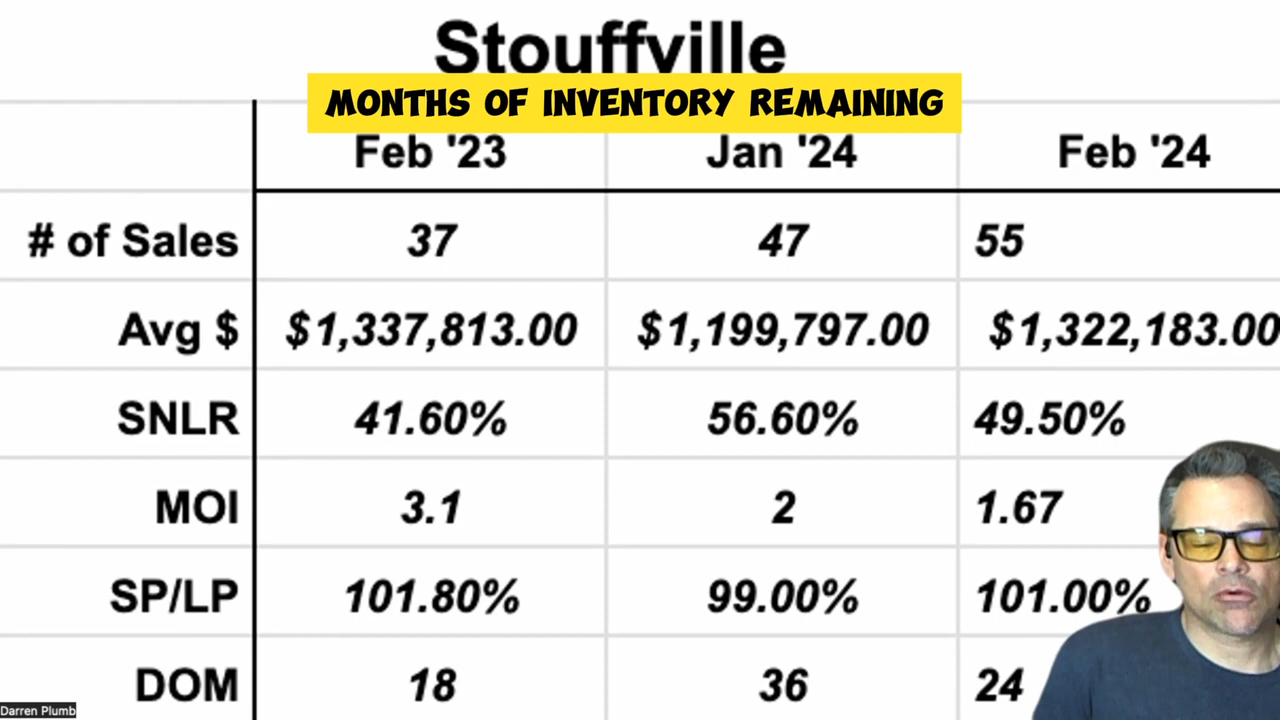 Stouffville
MONTHS OF INVENTORY REMAINING
Feb '23 Jan '24 Feb '24
# of Sales 37 47 55
Avg $ $1,337,813.00 $1,199,797.00 $1,322,183.00
SNLR 41.60% 56.60% 49.50%
MOI 3.1 2 1.67
SP/LP 101.80% 99.00% 101.00%
DOM 18 36 24
Darren Plumb